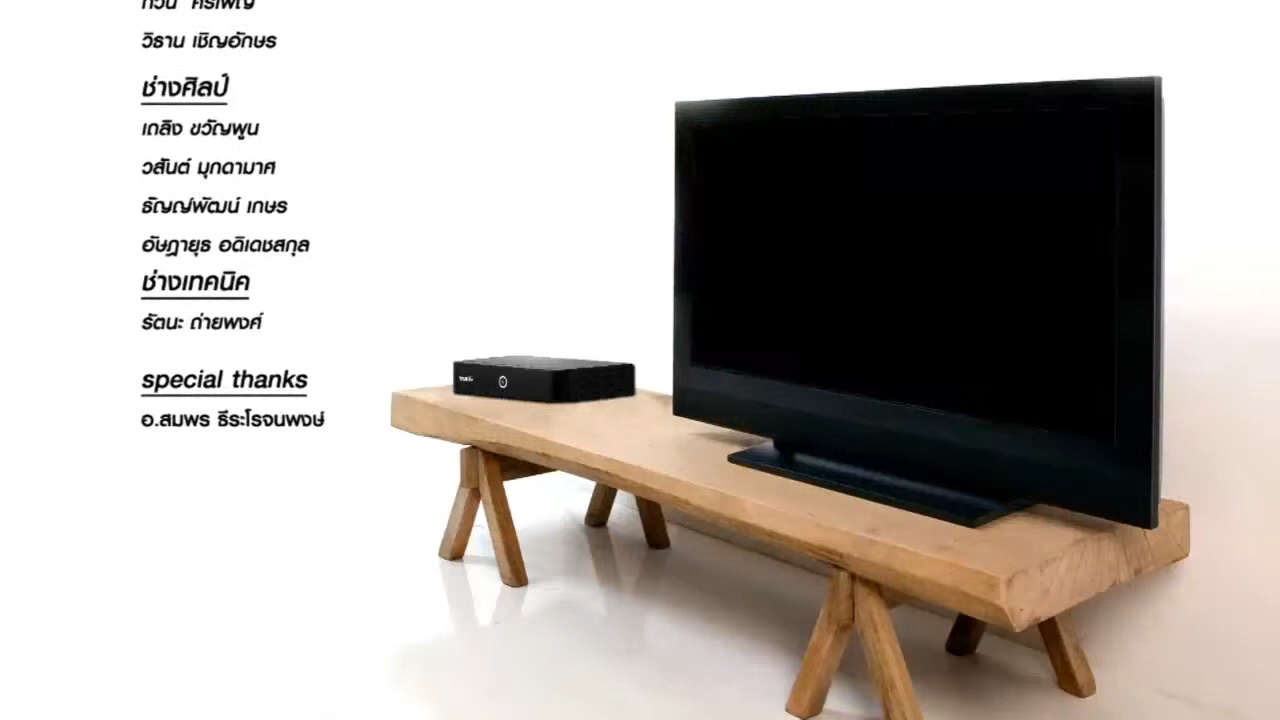 วิธาน เชิญอักษร
ช่างศิลป์
เถลิง ขวัญพูน
วสันต์ มุกดามาศ
ธัญญ์พัฒน์ เกษร
อัษฎายุธ อดิเดชสกุล
ช่างเทคนิค
รัตนะ ถ่ายพงศ์
special thanks
อ.สมพร ธีระโรจนพงษ์